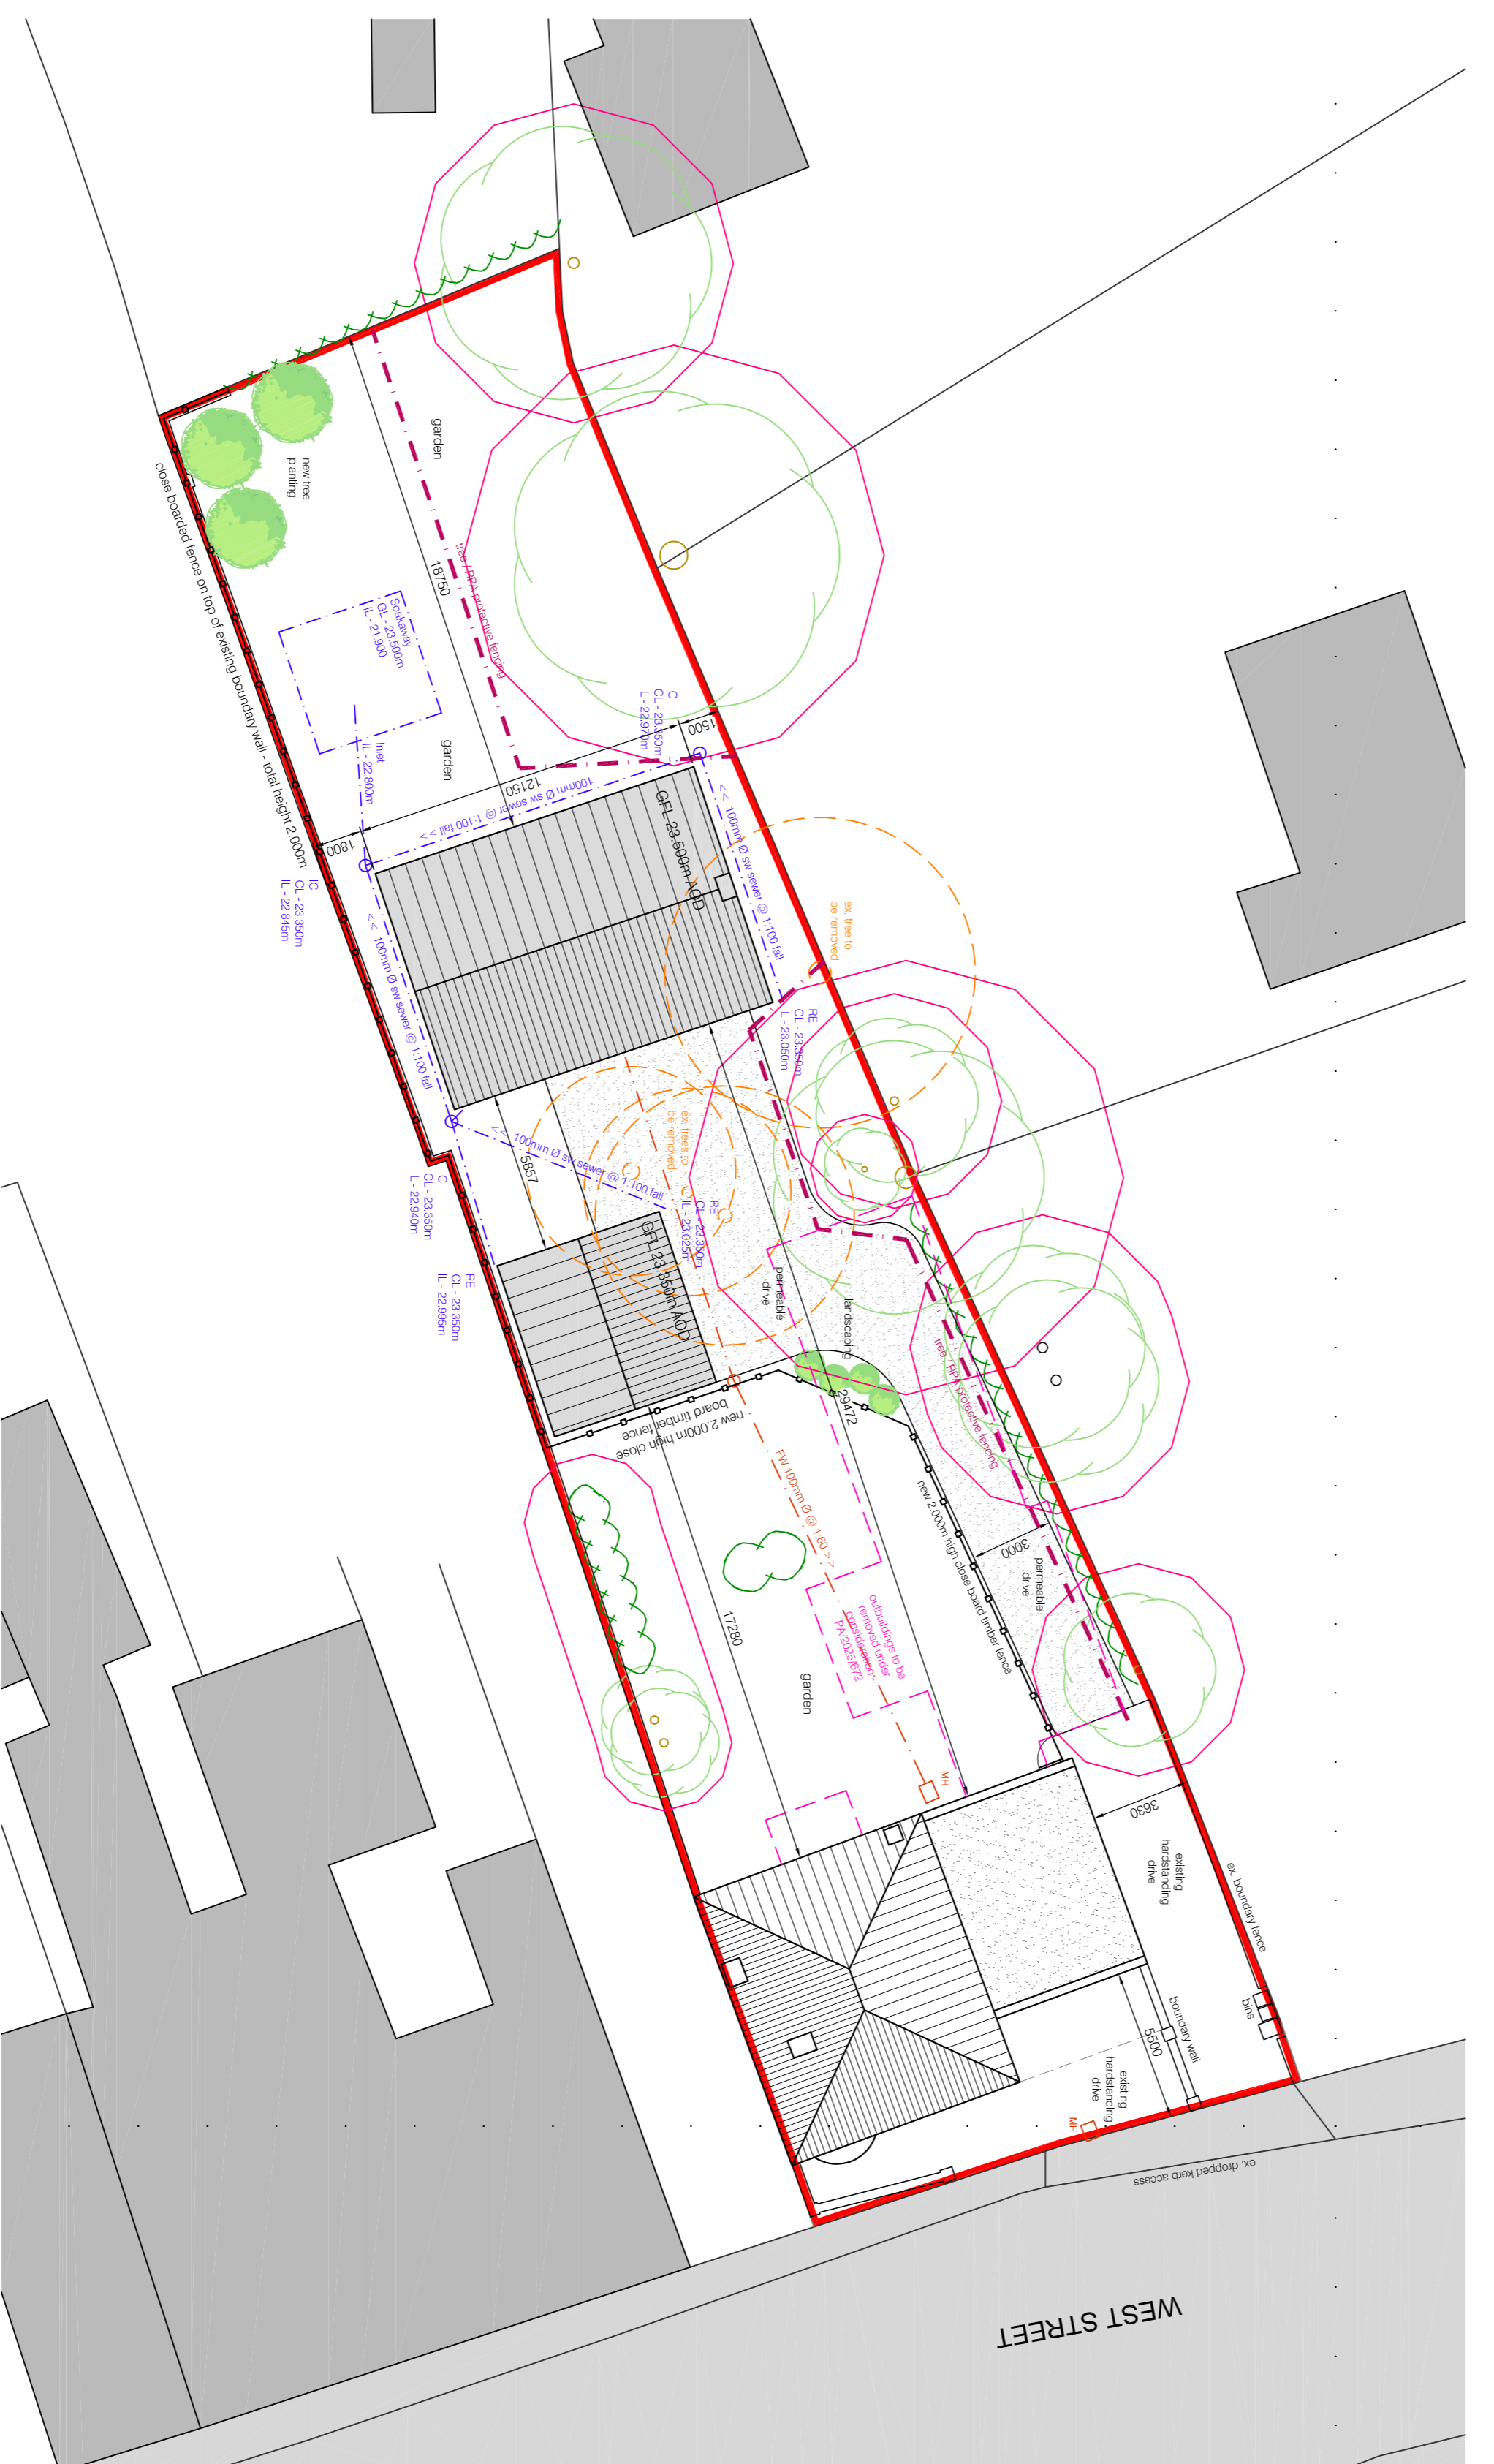 garden
new tree
planting
close boarded fence on top of existing boundary wall - total height 2.000m
18750
tree / RPA protective fencing
Soakaway
GL - 23.500m
IL - 21.900
IC
CL - 23.350m
IL - 22.970m
1500
garden
Inlet
IL - 22.800m
12150
100mm Ø sw sewer @ 1:100 fall >>
1800
GFL 23.500m AOD
<< 100mm Ø sw sewer @ 1:100 fall
IC
CL - 23.350m
IL - 22.845m
<< 100mm Ø sw sewer @ 1:100 fall
ex. tree to
be removed
RE
CL - 23.350m
IL - 23.050m
ex. trees to
be removed
<< 100mm Ø sw sewer @ 1:100 fall
5857
IC
CL - 23.350m
IL - 22.940m
RE
CL - 23.350m
IL - 23.025m
GFL 23.350m AOD
RE
CL - 23.350m
IL - 22.995m
permeable
drive
landscaping
29472
tree / RPA protective fencing
new 2.000m high close
board timber fence
FW 100mm Ø @ 1:60 >>
new 2.000m high close board timber fence
3000
permeable
drive
outbuildings to be
removed under
consideration
PA/2025/672
17280
garden
MH
3630
existing
hardstanding
drive
ex. boundary fence
bins
boundary wall
5500
existing
hardstanding
drive
MH
ex. dropped kerb access
WEST STREET